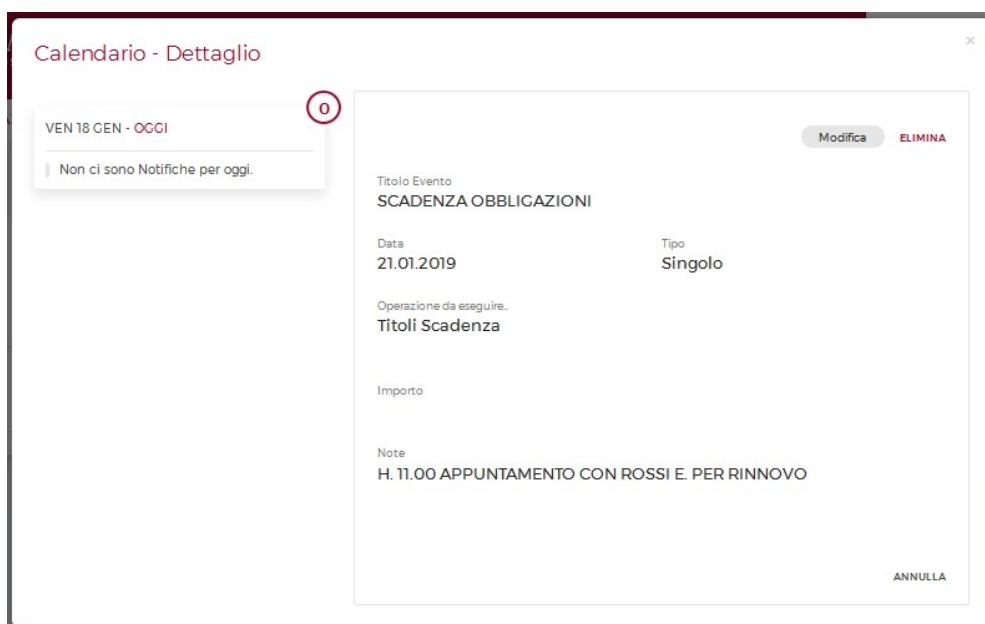 Calendario - Dettaglio
×
0
VEN 18 GEN - OGGI
Non ci sono Notifiche per oggi.
Modifica ELIMINA
Titolo Evento
SCADENZA OBBLIGAZIONI
Data Tipo
21.01.2019 Singolo
Operazione da eseguire..
Titoli Scadenza
Importo
Note
H. 11.00 APPUNTAMENTO CON ROSSI E. PER RINNOVO
ANNULLA